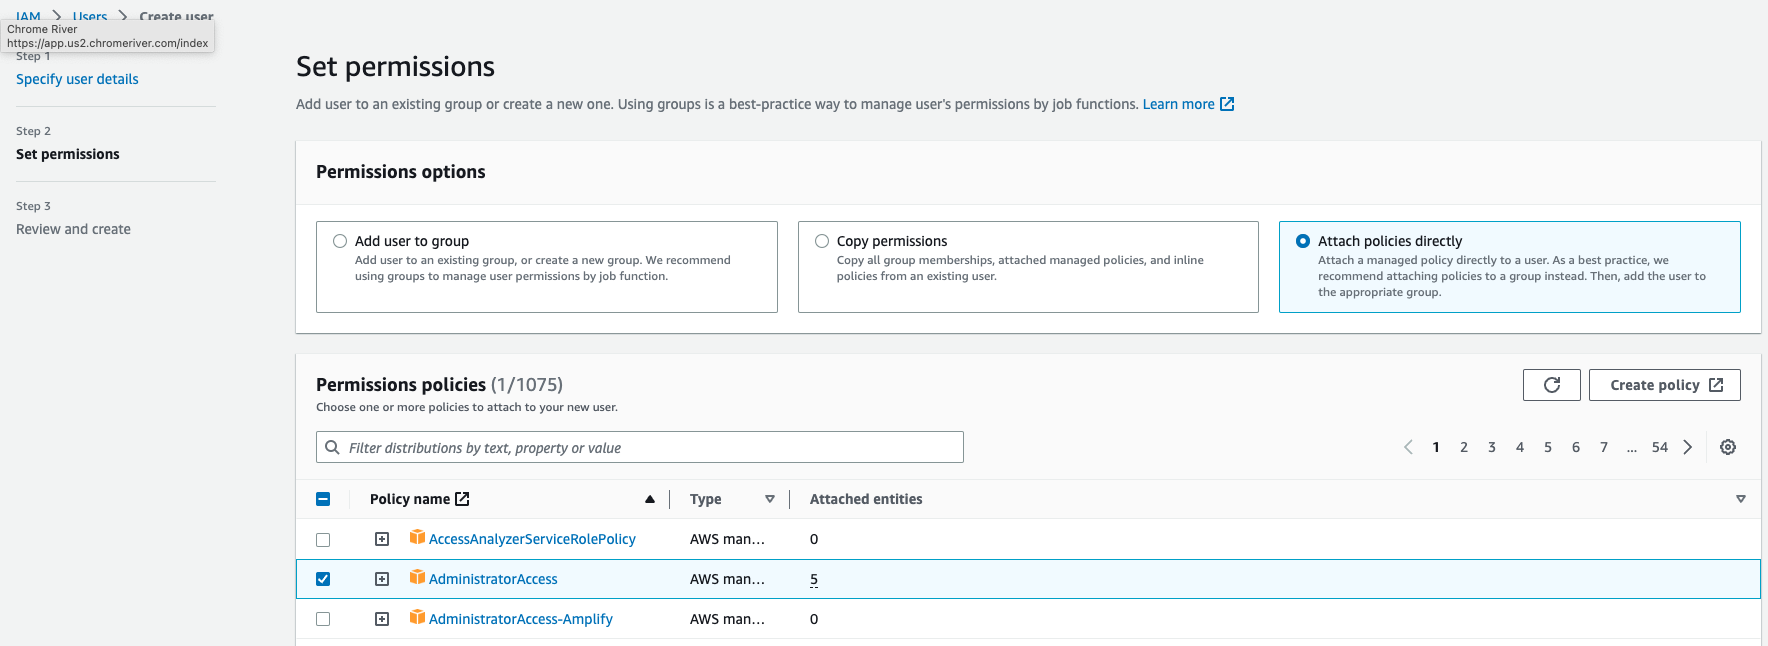 IAM > Users > Create user
Chrome River
https://app.us2.chromeriver.com/index
Step 1
Specify user details
Step 2
Set permissions
Step 3
Review and create
Set permissions
Add user to an existing group or create a new one. Using groups is a best-practice way to manage user's permissions by job functions. Learn more
Permissions options
Add user to group
Add user to an existing group, or create a new group. We recommend
using groups to manage user permissions by job function.
Copy permissions
Copy all group memberships, attached managed policies, and inline
policies from an existing user.
Attach policies directly
Attach a managed policy directly to a user. As a best practice, we
recommend attaching policies to a group instead. Then, add the user to
the appropriate group.
Permissions policies (1/1075)
Choose one or more policies to attach to your new user.
Create policy
Filter distributions by text, property or value
1 2 3 4 5 6 7 ... 54
Policy name Type Attached entities
AccessAnalyzerServiceRolePolicy AWS man... 0
AdministratorAccess AWS man... 5
AdministratorAccess-Amplify AWS man... 0